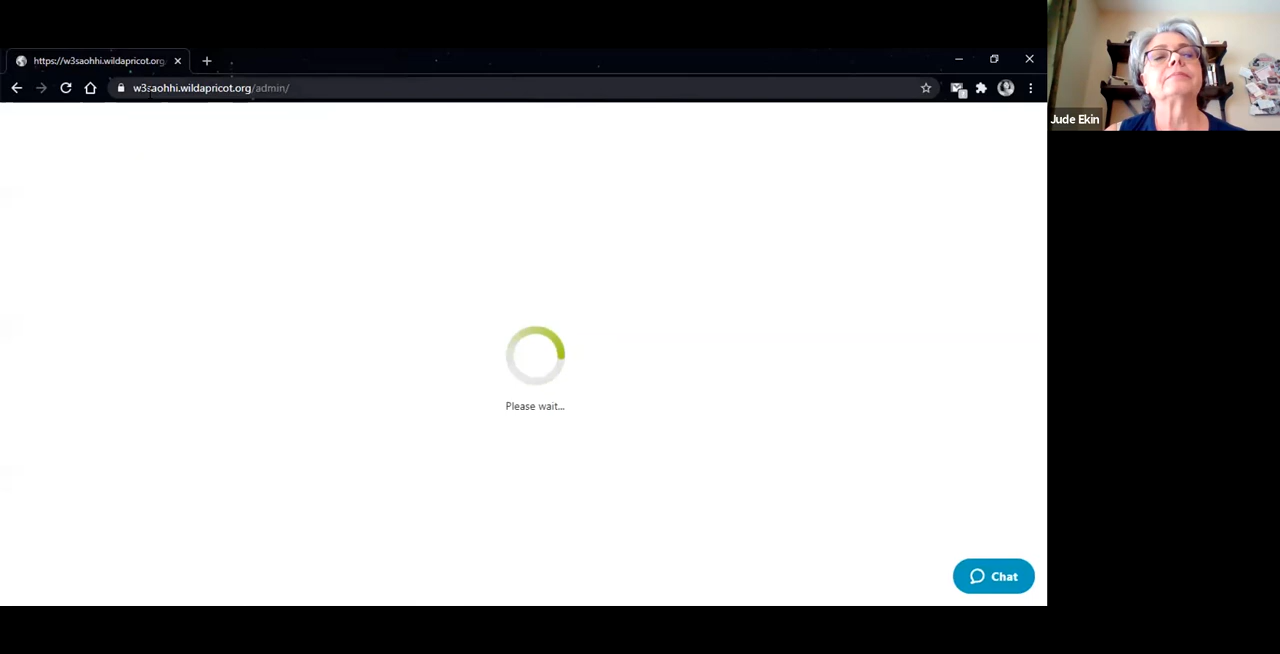 https://w3saohhi.wildapricot.org
w3saohhi.wildapricot.org/admin/
Jude Ekin
Please wait...
Chat